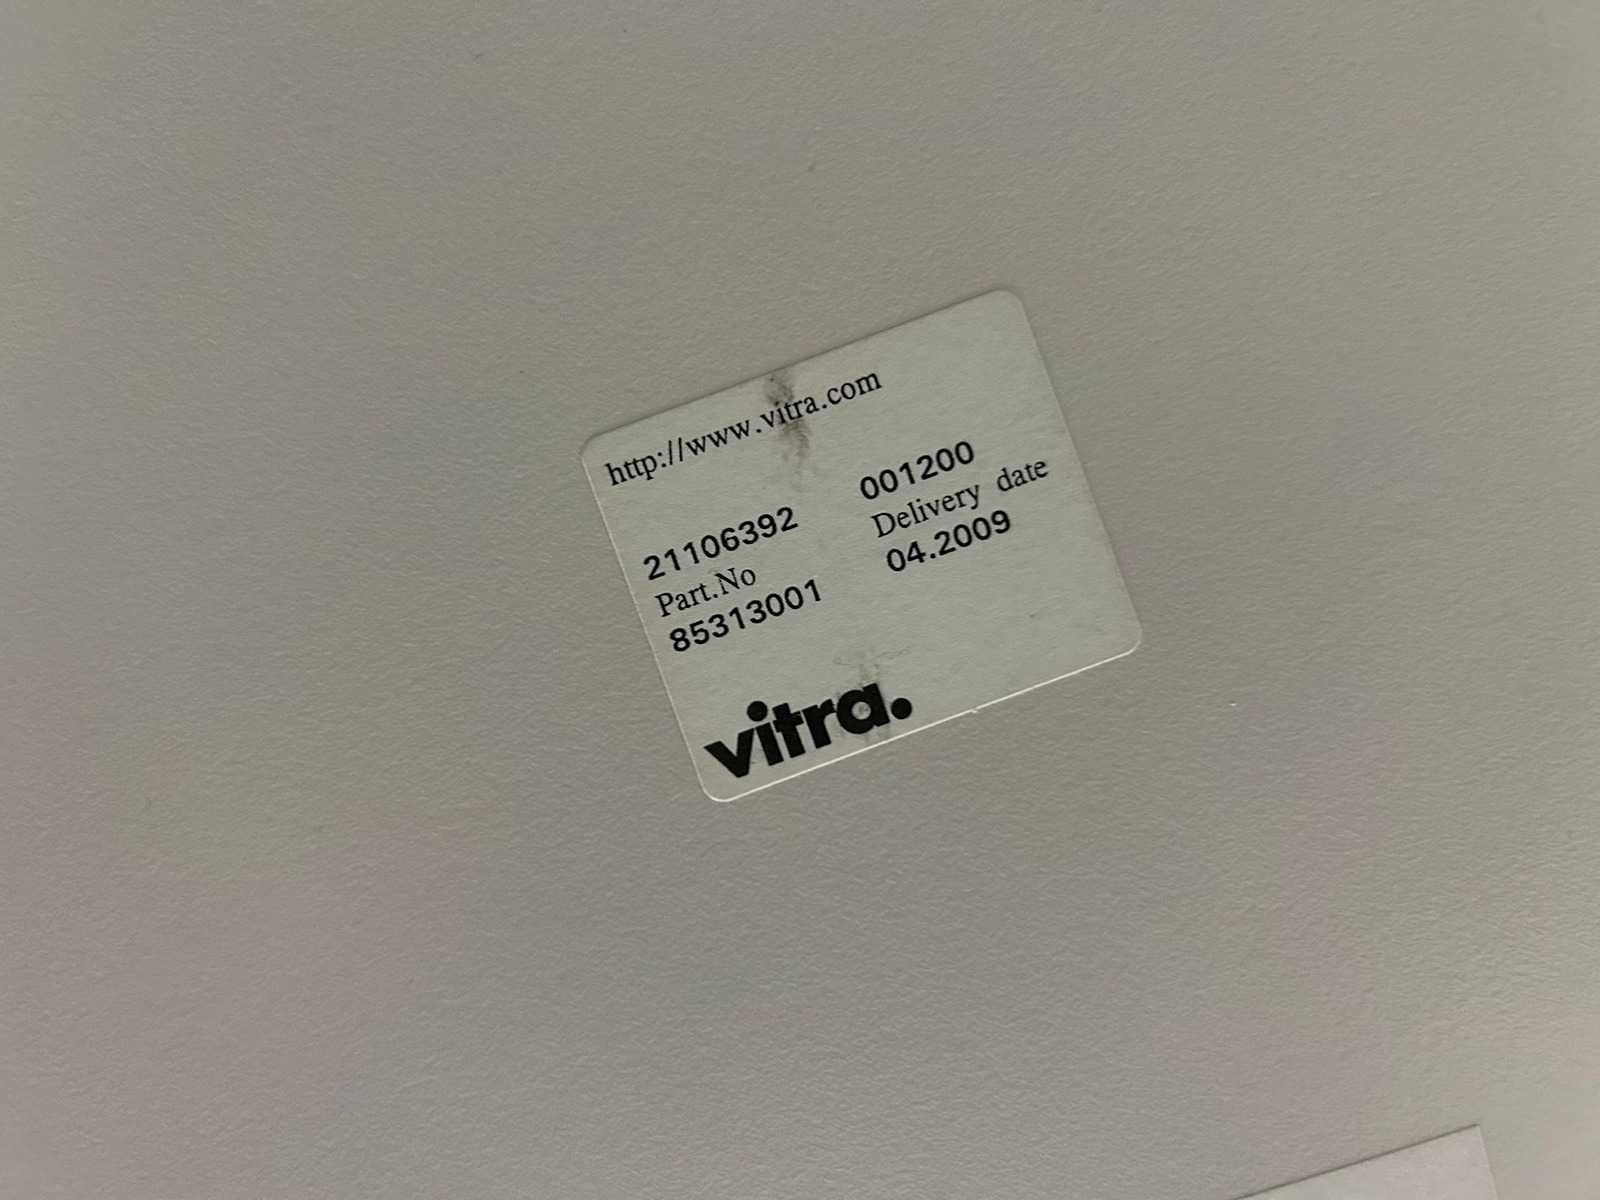 http://www.vitra.com
21106392 001200
Part.No Delivery date
85313001 04.2009
vitra.